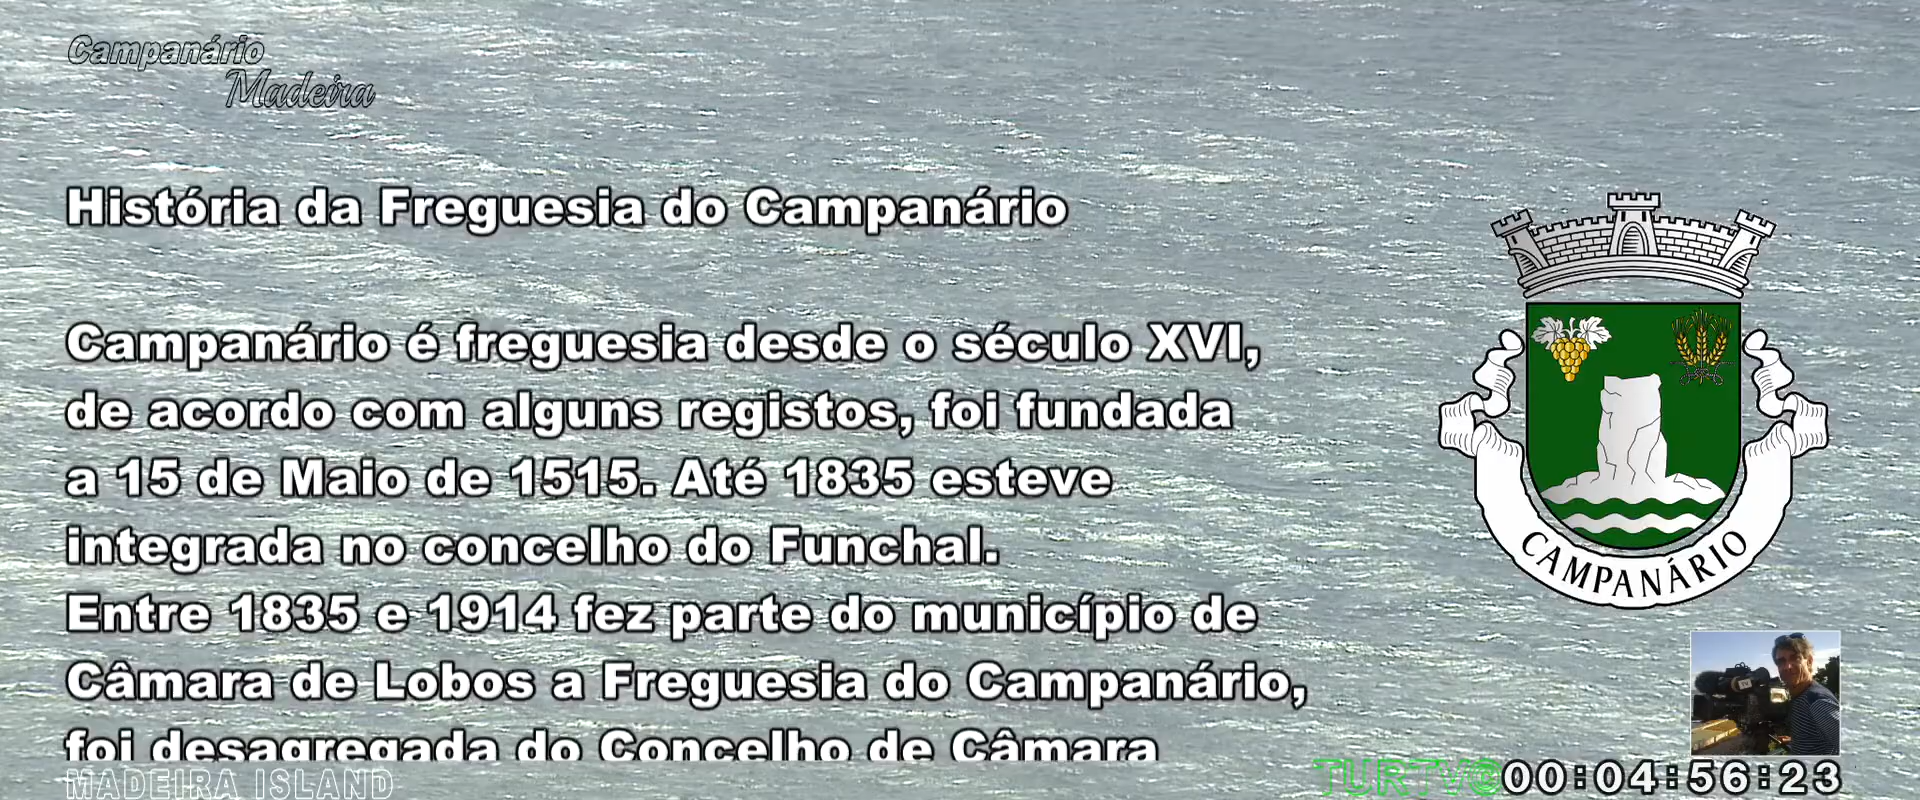 Campanário
Madeira
História da Freguesia do Campanário
Campanário é freguesia desde o século XVI,
de acordo com alguns registos, foi fundada
a 15 de Maio de 1515. Até 1835 esteve
integrada no concelho do Funchal.
Entre 1835 e 1914 fez parte do município de
Câmara de Lobos a Freguesia do Campanário,
foi desagregada do Concelho de Câmara
CAMPANÁRIO
MADEIRA ISLAND
TURTV@00:04:56:23